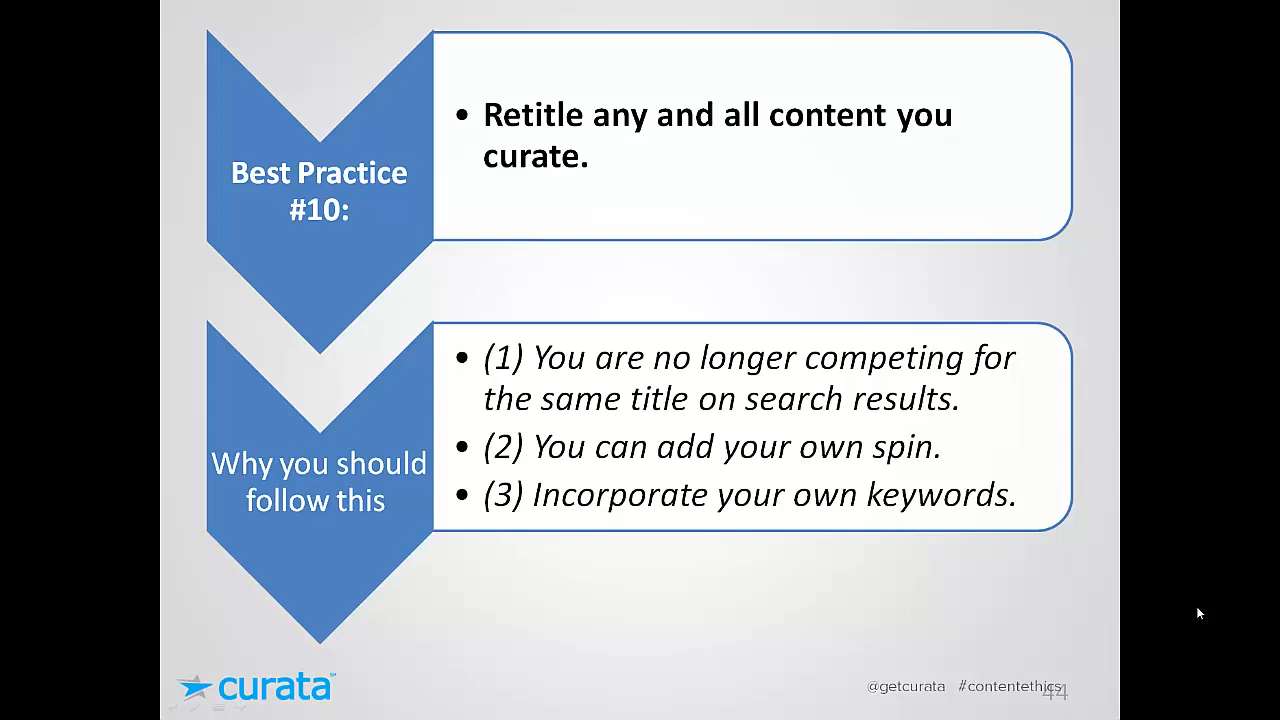 Best Practice
#10:
• Retitle any and all content you
curate.
Why you should
follow this
• (1) You are no longer competing for
the same title on search results.
• (2) You can add your own spin.
• (3) Incorporate your own keywords.
curata
@getcurata #contentethics
44